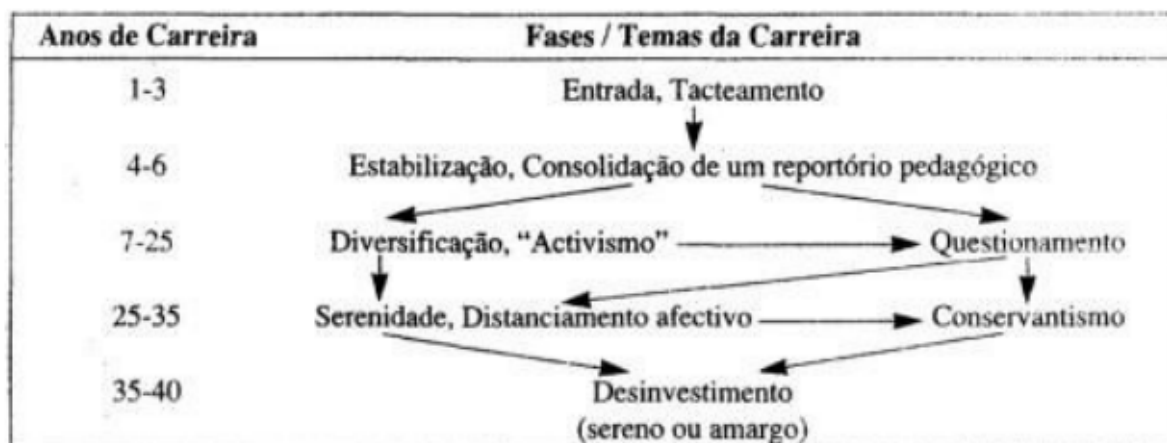 Anos de Carreira Fases / Temas da Carreira
1-3 Entrada, Tacteamento
4-6 Estabilização, Consolidação de um reportório pedagógico
7-25 Diversificação, “Activismo” Questionamento
25-35 Serenidade, Distanciamento afectivo Conservantismo
35-40 Desinvestimento
(sereno ou amargo)